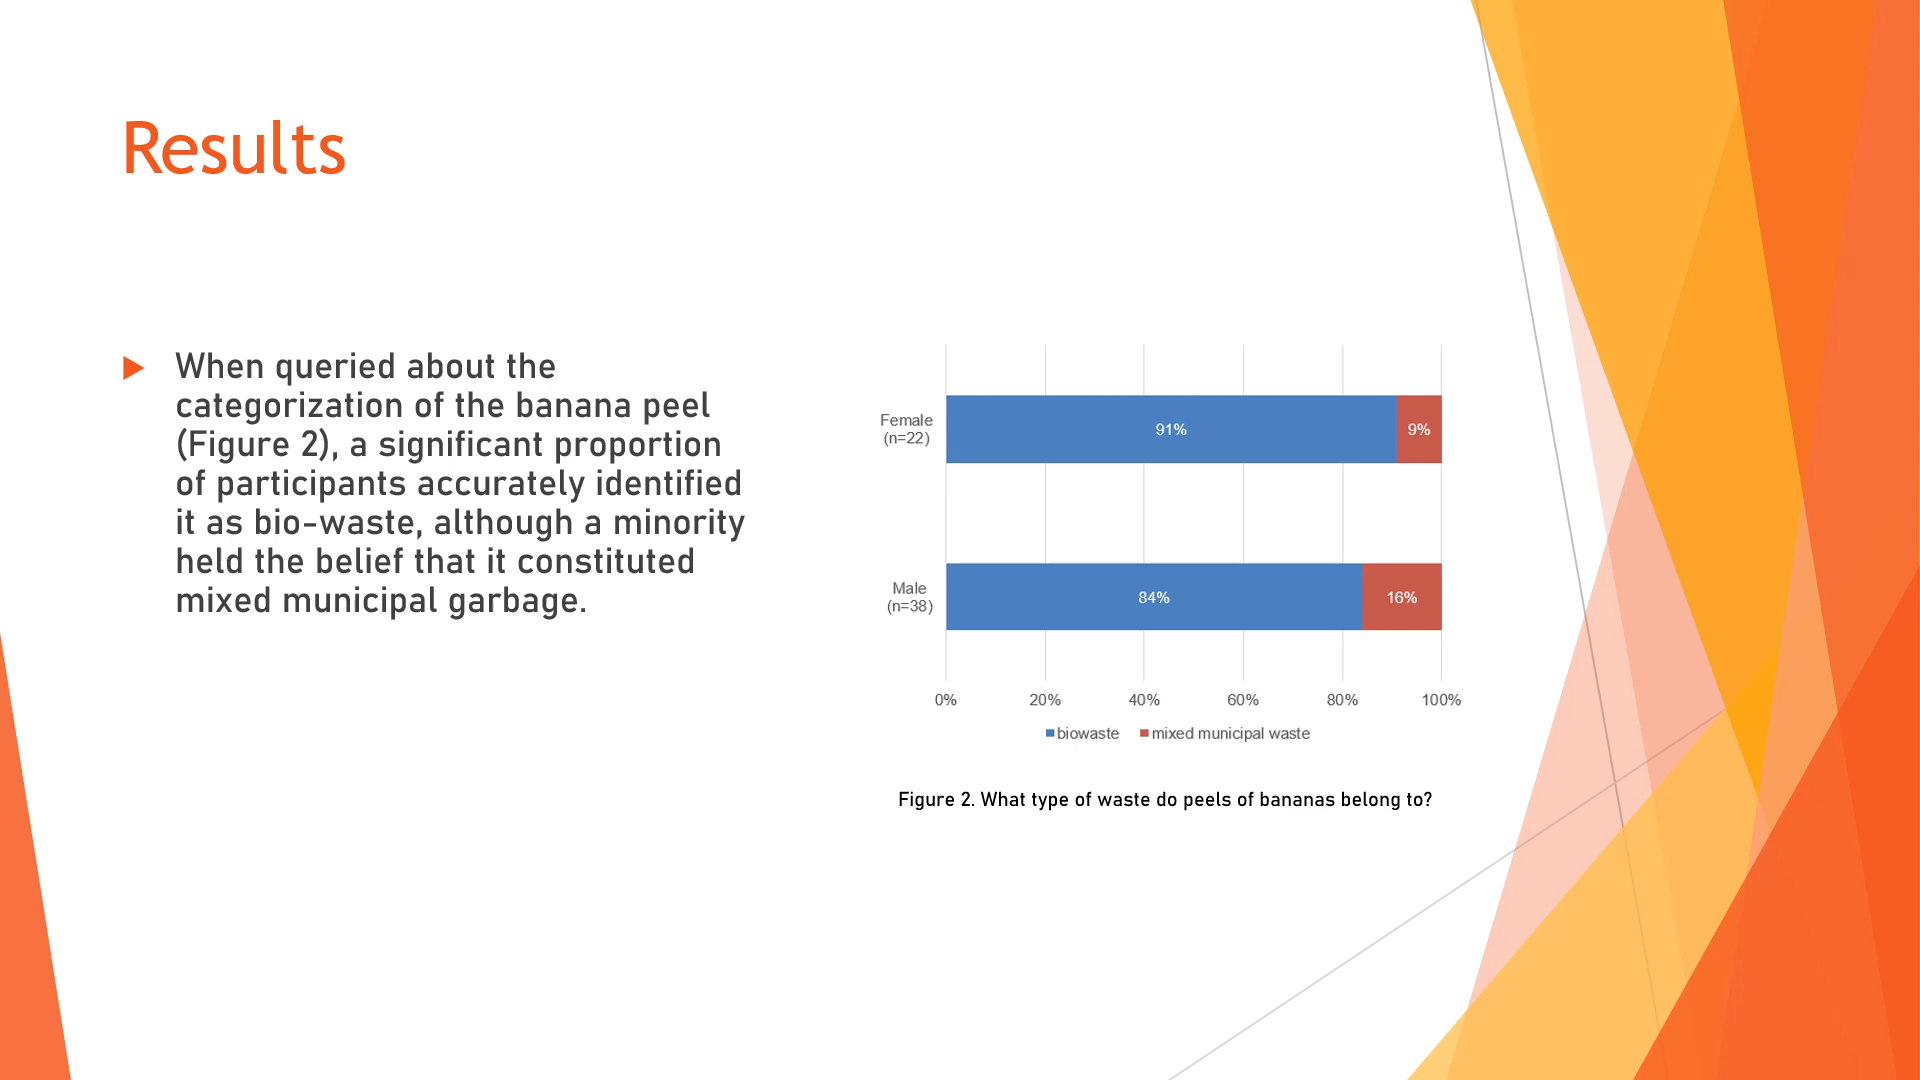 Results
When queried about the
categorization of the banana peel
(Figure 2), a significant proportion
of participants accurately identified
it as bio-waste, although a minority
held the belief that it constituted
mixed municipal garbage.
Female
(n=22)
91%
9%
Male
(n=38)
84%
16%
0%
20%
40%
60%
80%
100%
biowaste
mixed municipal waste
Figure 2. What type of waste do peels of bananas belong to?